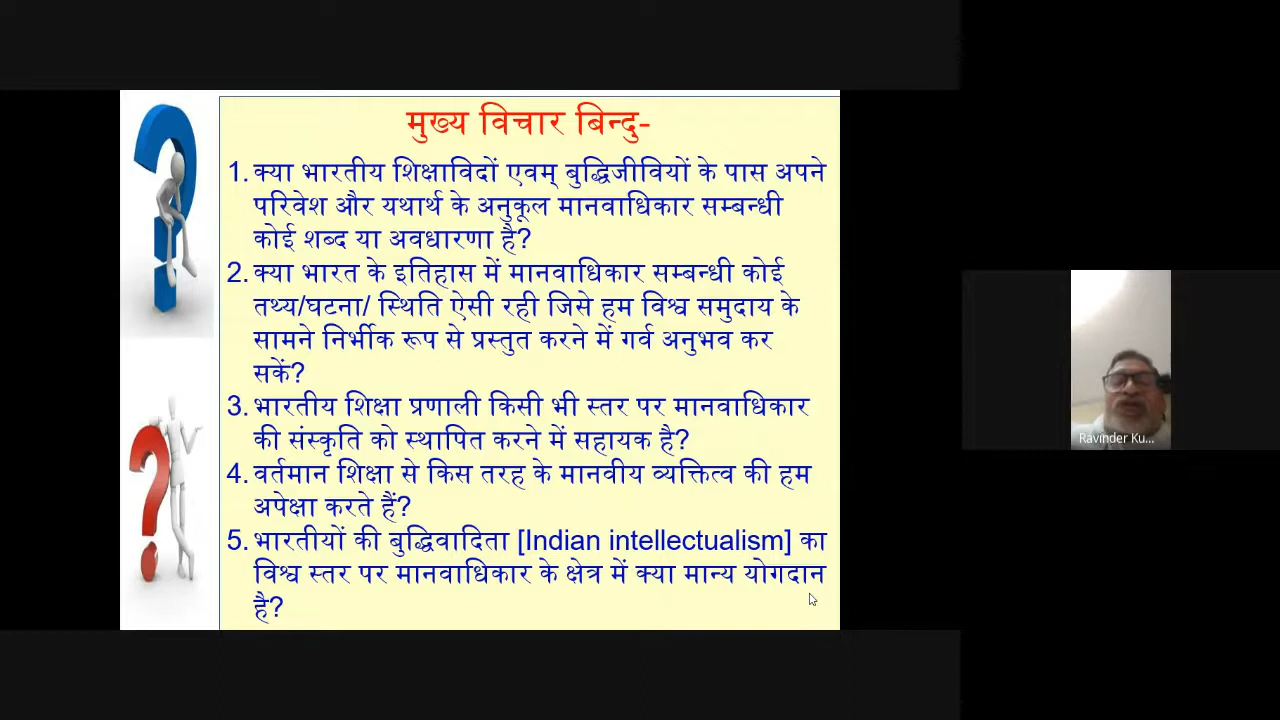 मुख्य विचार बिन्दु-
1. क्या भारतीय शिक्षाविदों एवम् बुद्धिजीवियों के पास अपने
परिवेश और यथार्थ के अनुकूल मानवाधिकार सम्बन्धी
कोई शब्द या अवधारणा है?
2. क्या भारत के इतिहास में मानवाधिकार सम्बन्धी कोई
तथ्य/घटना/ स्थिति ऐसी रही जिसे हम विश्व समुदाय के
सामने निर्भीक रूप से प्रस्तुत करने में गर्व अनुभव कर
सकें?
3. भारतीय शिक्षा प्रणाली किसी भी स्तर पर मानवाधिकार
की संस्कृति को स्थापित करने में सहायक है?
4. वर्तमान शिक्षा से किस तरह के मानवीय व्यक्तित्व की हम
अपेक्षा करते हैं?
5. भारतीयों की बुद्धिवादिता [Indian intellectualism] का
विश्व स्तर पर मानवाधिकार के क्षेत्र में क्या मान्य योगदान
है?
Ravinder Ku...